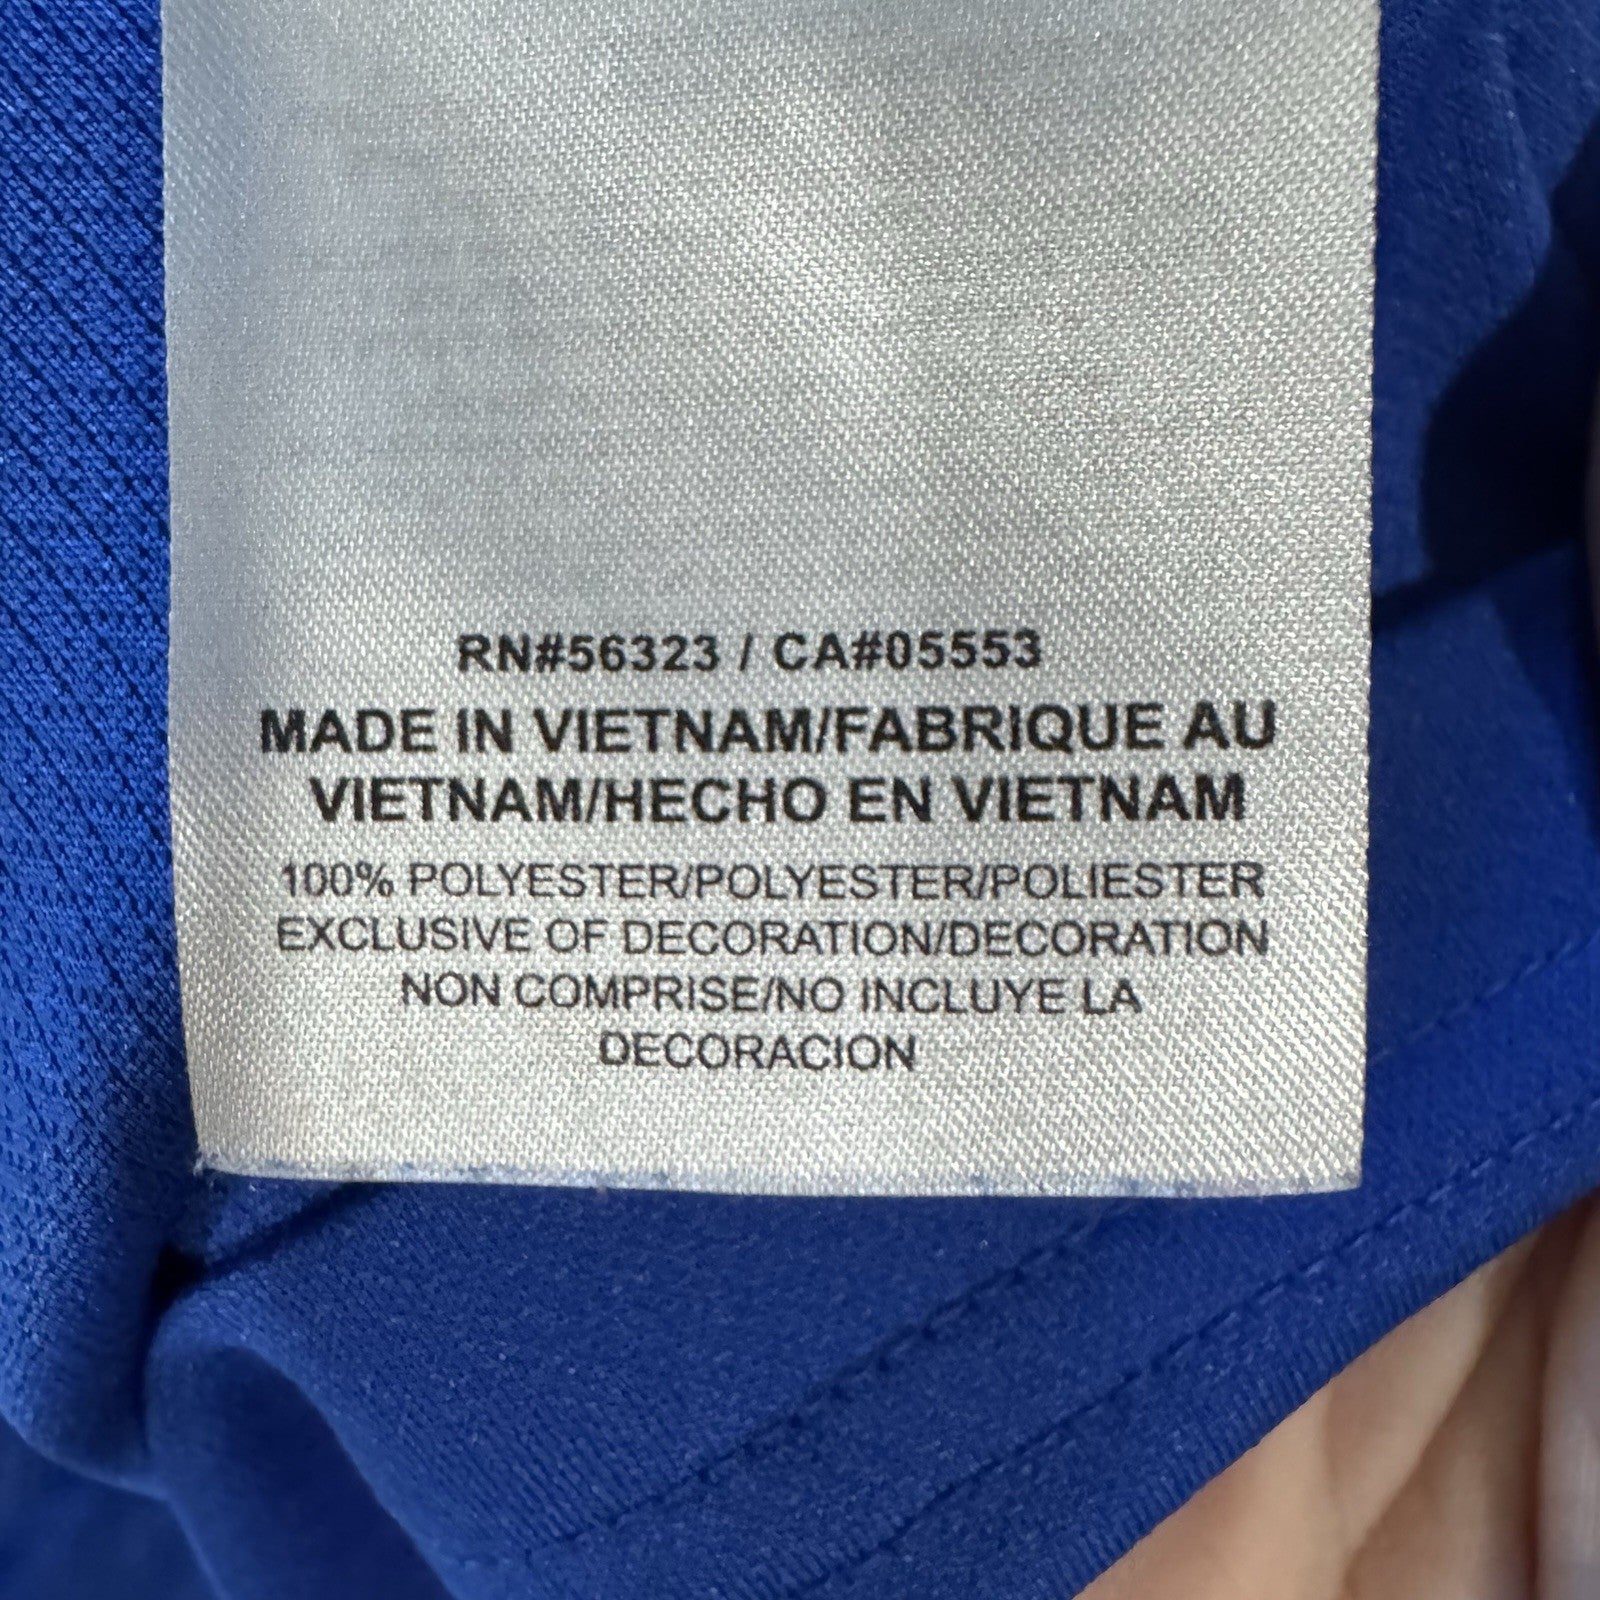 RN#56323 / CA#05553
MADE IN VIETNAM/FABRIQUE AU
VIETNAM/HECHO EN VIETNAM
100% POLYESTER/POLYESTER/POLIESTER
EXCLUSIVE OF DECORATION/DECORATION
NON COMPRISE/NO INCLUYE LA
DECORACION